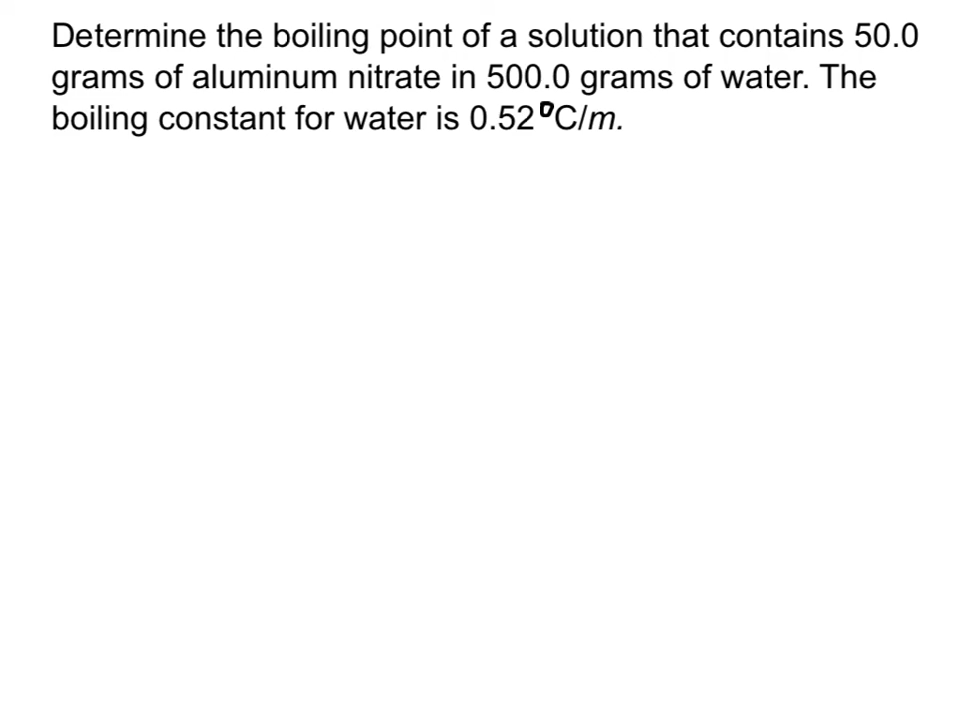 Determine the boiling point of a solution that contains 50.0
grams of aluminum nitrate in 500.0 grams of water. The
boiling constant for water is 0.52°C/m.